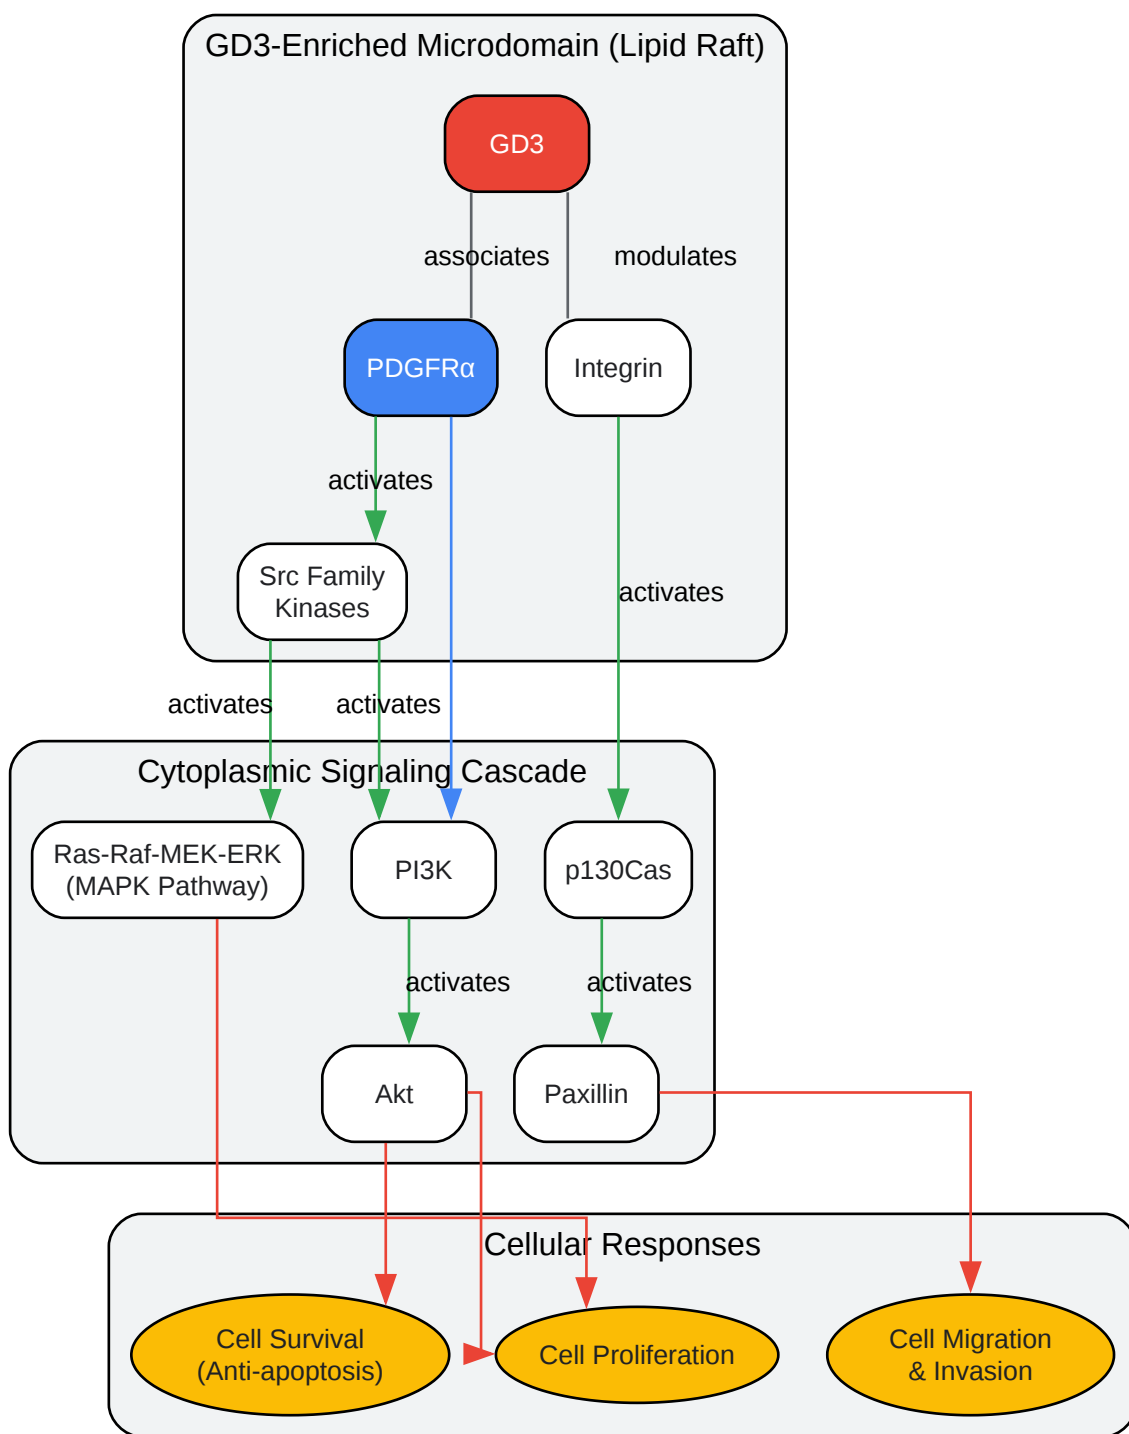 GD3-Enriched Microdomain (Lipid Raft)
GD3
associates
modulates
PDGFRα
Integrin
activates
Src Family
Kinases
activates
activates
activates
Cytoplasmic Signaling Cascade
Ras-Raf-MEK-ERK
(MAPK Pathway)
PI3K
p130Cas
activates
activates
Akt
Paxillin
Cellular Responses
Cell Survival
(Anti-apoptosis)
Cell Proliferation
Cell Migration
& Invasion